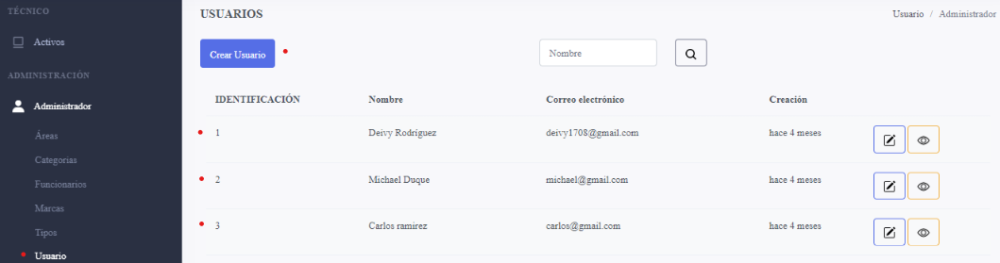 TÉCNICO
Activos
ADMINISTRACIÓN
Administrador
Áreas
Categorias
Funcionarios
Marcas
Tipos
Usuario
USUARIOS
Usuario / Administrador
Crear Usuario
Nombre
IDENTIFICACIÓN Nombre Correo electrónico Creación
1 Deivy Rodríguez deivy1708@gmail.com hace 4 meses
2 Michael Duque michael@gmail.com hace 4 meses
3 Carlos ramirez carlos@gmail.com hace 4 meses